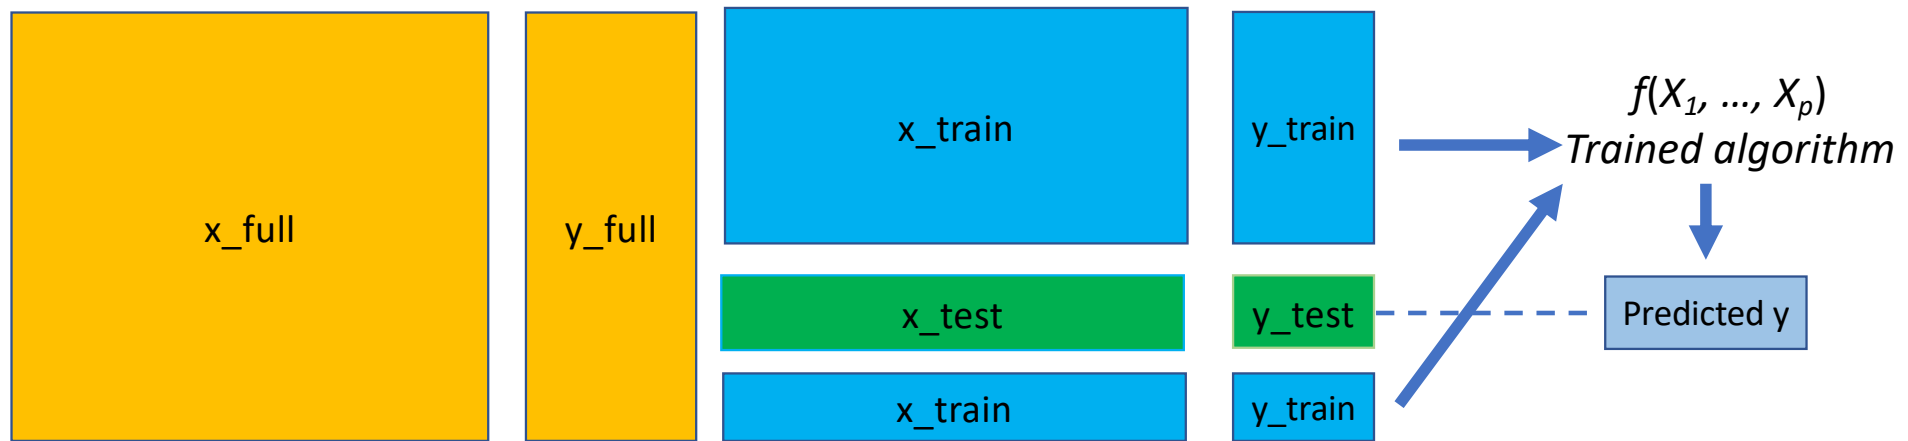 x_full
y_full
x_train
y_train
f(X1, ..., Xp)
Trained algorithm
x_test
y_test
Predicted y
x_train
y_train